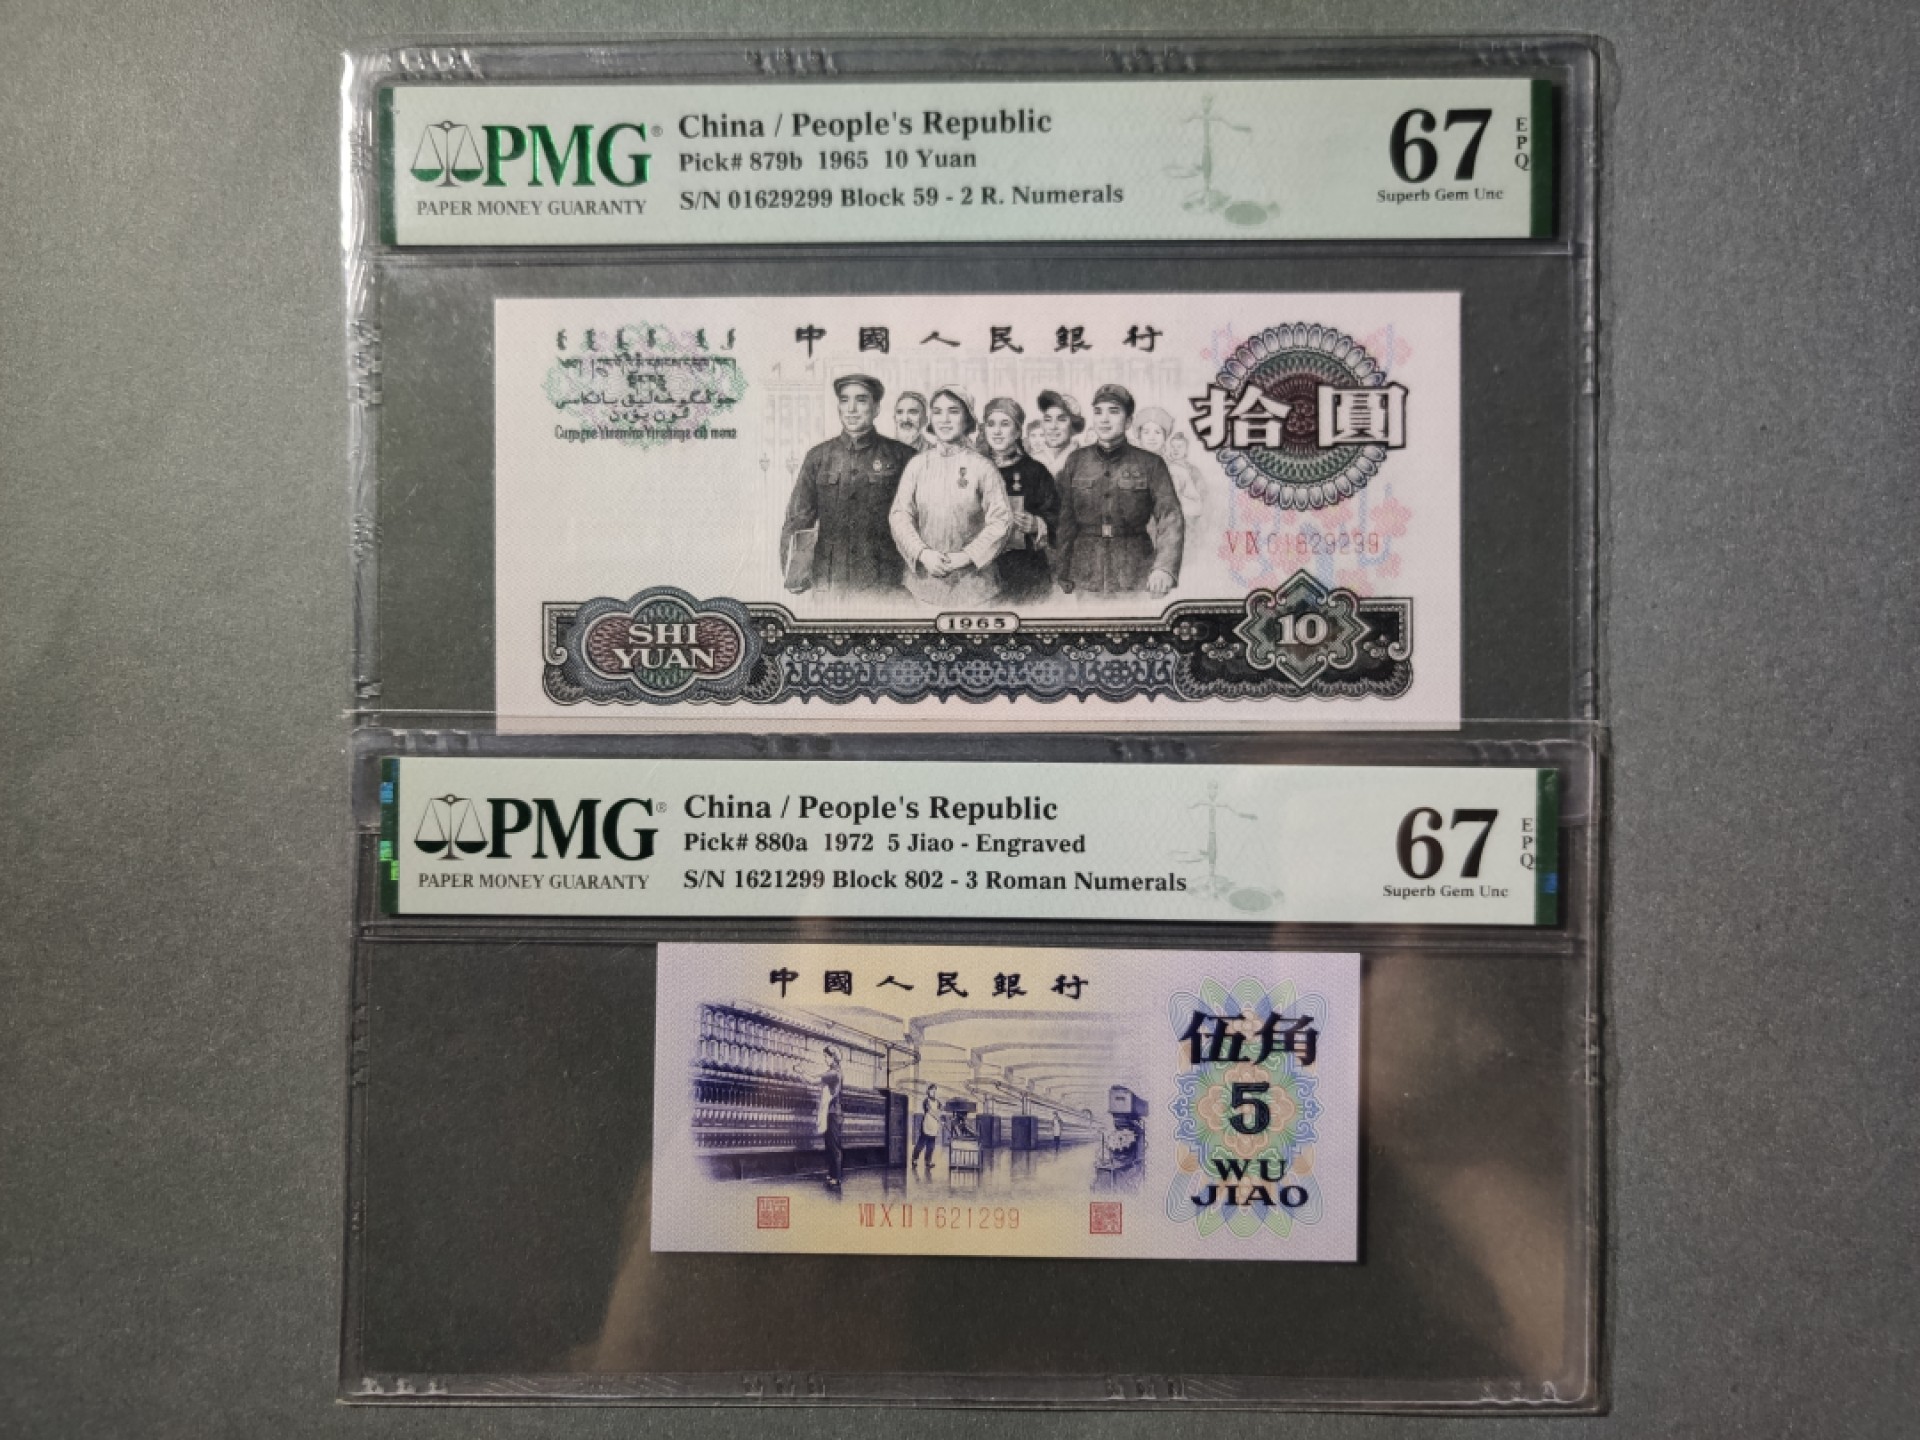 PMG®
PAPER MONEY GUARANTY
China / People's Republic
Pick# 879b 1965 10 Yuan
S/N 01629299 Block 59 - 2 R. Numerals
67
EPQ
Superb Gem Unc
中國人民銀行
拾圓
Ⅴ Ⅸ 01629299
1965
SHI
YUAN
10
PMG®
PAPER MONEY GUARANTY
China / People's Republic
Pick# 880a 1972 5 Jiao - Engraved
S/N 1621299 Block 802 - 3 Roman Numerals
67
EPQ
Superb Gem Unc
中國人民銀行
伍角
5
WU
JIAO
Ⅷ Ⅹ Ⅱ 1621299